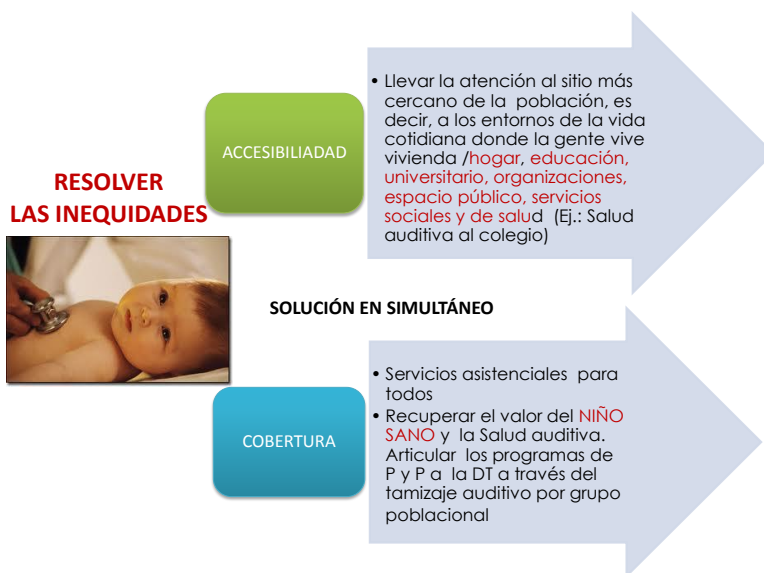 RESOLVER
LAS INEQUIDADES
ACCESIBILIADAD
• Llevar la atención al sitio más
cercano de la población, es
decir, a los entornos de la vida
cotidiana donde la gente vive
vivienda /hogar, educación,
universitario, organizaciones,
espacio público, servicios
sociales y de salud (Ej.: Salud
auditiva al colegio)
SOLUCIÓN EN SIMULTÁNEO
COBERTURA
• Servicios asistenciales para
todos
• Recuperar el valor del NIÑO
SANO y la Salud auditiva.
Articular los programas de
P y P a la DT a través del
tamizaje auditivo por grupo
poblacional